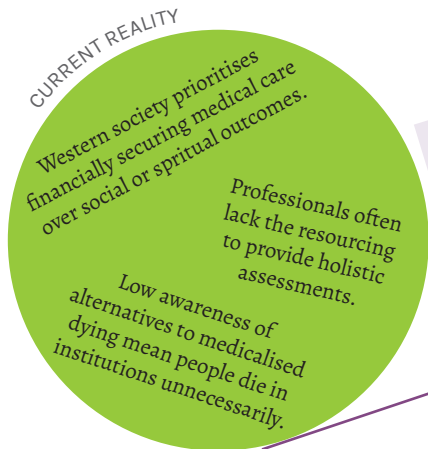 CURRENT REALITY
Western society prioritises
financially securing medical care
over social or spritual outcomes.
Professionals often
lack the resourcing
to provide holistic
assessments.
Low awareness of
alternatives to medicalised
dying mean people die in
institutions unnecessarily.